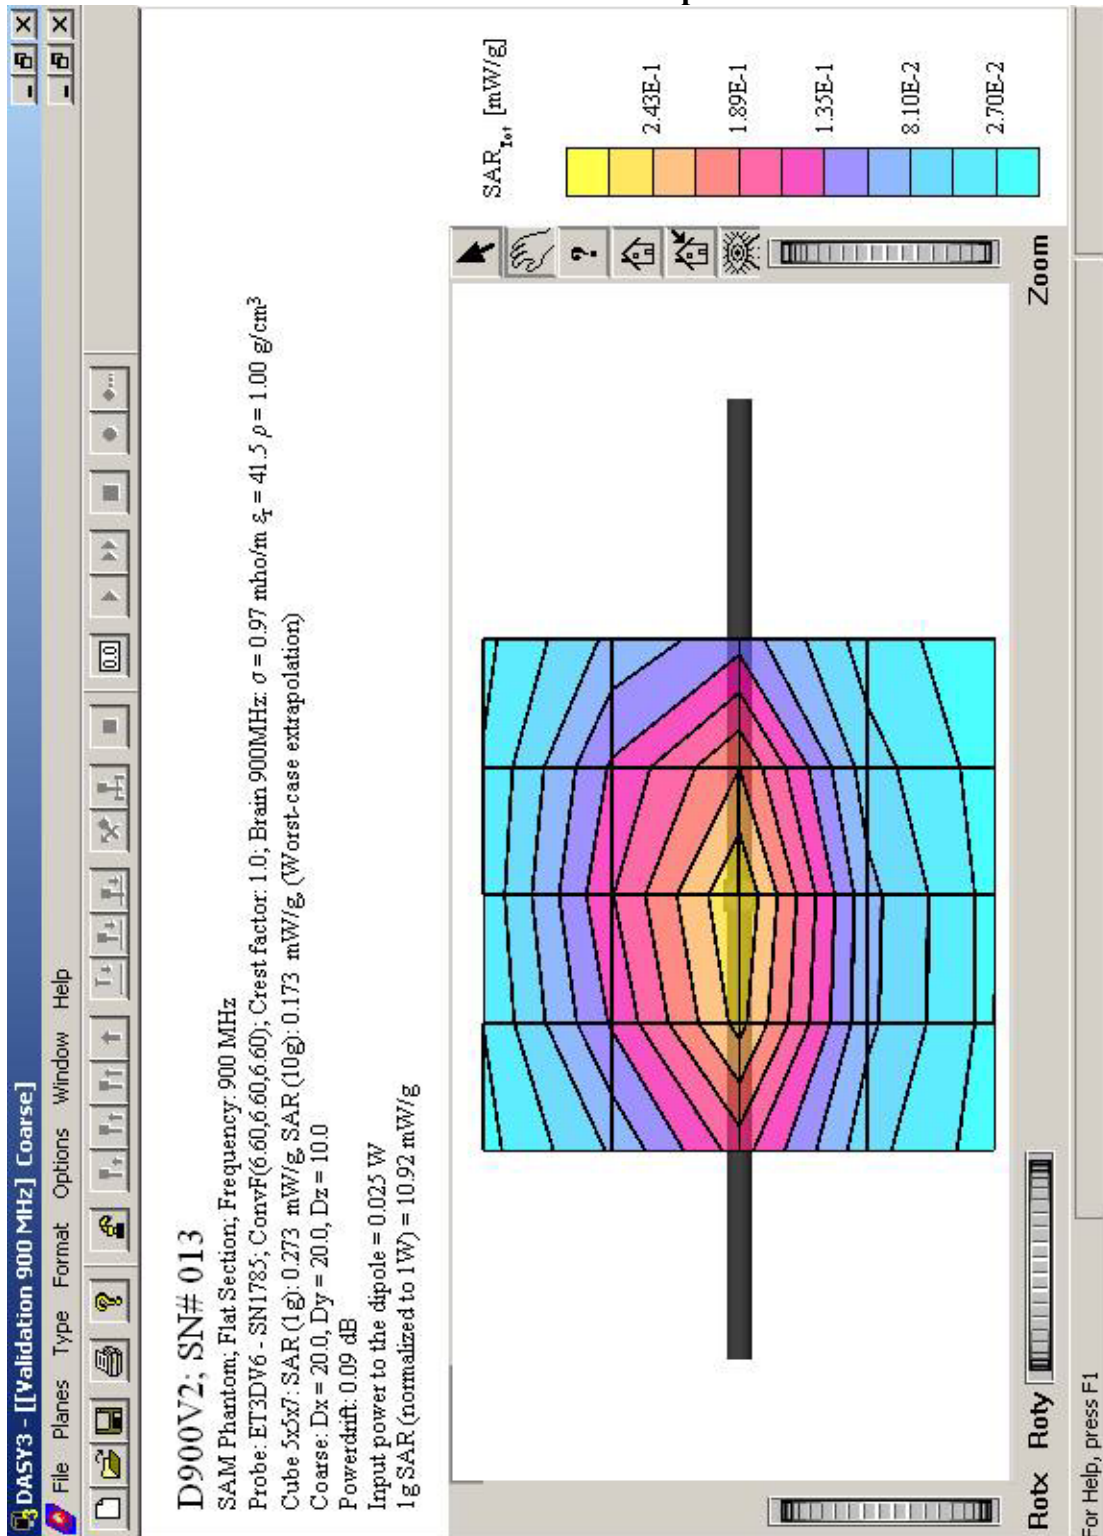 DASY3 - [[Validation 900 MHz] Coarse]
File Planes Type Format Options Window Help
D900V2; SN# 013
SAM Phantom; Flat Section; Frequency: 900 MHz
Probe: ET3DV6 - SN1785; ConvF(6.60,6.60,6.60); Crest factor: 1.0; Brain 900MHz: σ = 0.97 mho/m εr = 41.5 ρ = 1.00 g/cm³
Cube 5x5x7: SAR (1g): 0.273 mW/g, SAR (10g): 0.173 mW/g, (Worst-case extrapolation)
Coarse: Dx = 20.0, Dy = 20.0, Dz = 10.0
Powerdrift: 0.09 dB
Input power to the dipole = 0.025 W
1g SAR (normalized to 1W) = 10.92 mW/g
SARTot [mW/g]
2.43E-1
1.89E-1
1.35E-1
8.10E-2
2.70E-2
Rotx Roty Zoom
For Help, press F1